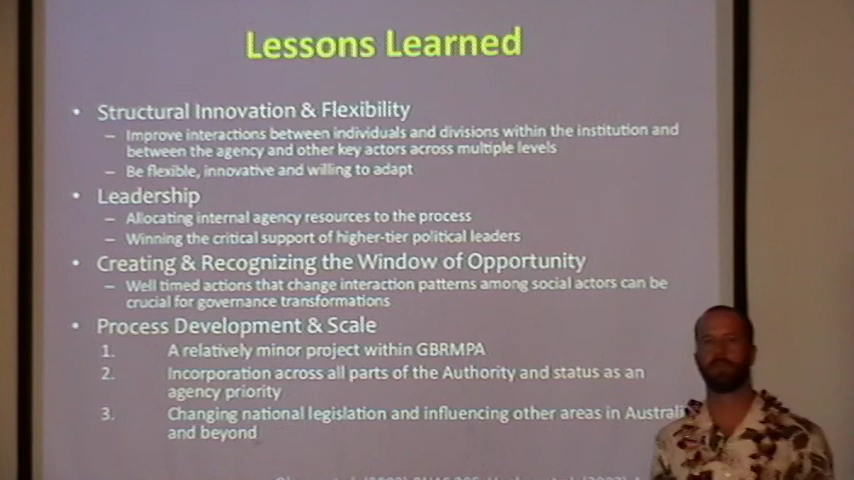 Lessons Learned
• Structural Innovation & Flexibility
– Improve interactions between individuals and divisions within the institution and
between the agency and other key actors across multiple levels
– Be flexible, innovative and willing to adapt
• Leadership
– Allocating internal agency resources to the process
– Winning the critical support of higher-tier political leaders
• Creating & Recognizing the Window of Opportunity
– Well timed actions that change interaction patterns among social actors can be
crucial for governance transformations
• Process Development & Scale
1. A relatively minor project within GBRMPA
2. Incorporation across all parts of the Authority and status as an
agency priority
3. Changing national legislation and influencing other areas in Australi
and beyond